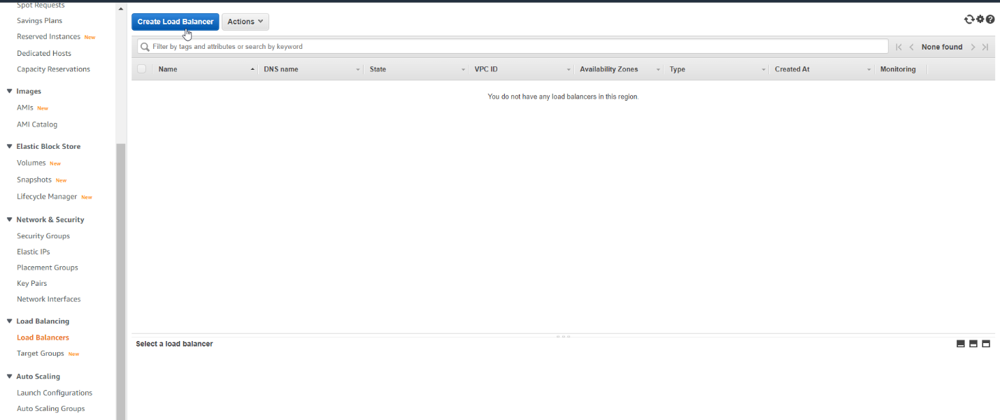 Spot Requests
Savings Plans
Reserved Instances New
Dedicated Hosts
Capacity Reservations
Images
AMIs New
AMI Catalog
Elastic Block Store
Volumes New
Snapshots New
Lifecycle Manager New
Network & Security
Security Groups
Elastic IPs
Placement Groups
Key Pairs
Network Interfaces
Load Balancing
Load Balancers
Target Groups New
Auto Scaling
Launch Configurations
Auto Scaling Groups
Create Load Balancer Actions
Filter by tags and attributes or search by keyword None found
Name DNS name State VPC ID Availability Zones Type Created At Monitoring
You do not have any load balancers in this region.
Select a load balancer